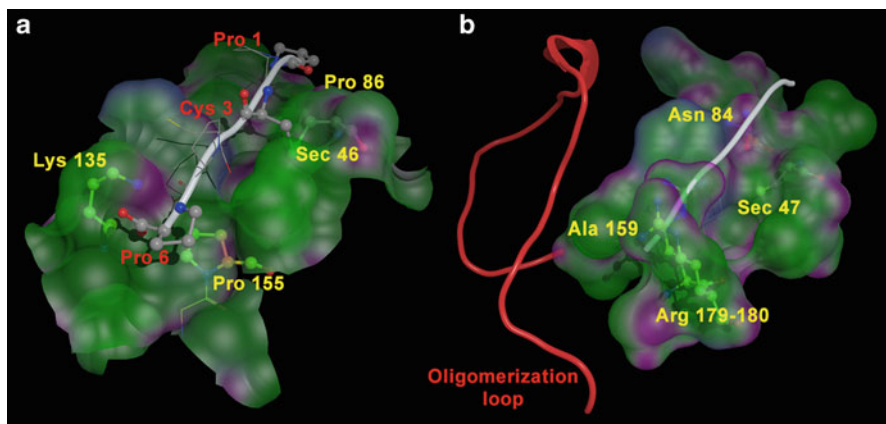 a
Pro 1
Pro 86
Cys 3
Lys 135
Sec 46
Pro 6
Pro 155
b
Asn 84
Sec 47
Ala 159
Arg 179-180
Oligomerization
loop